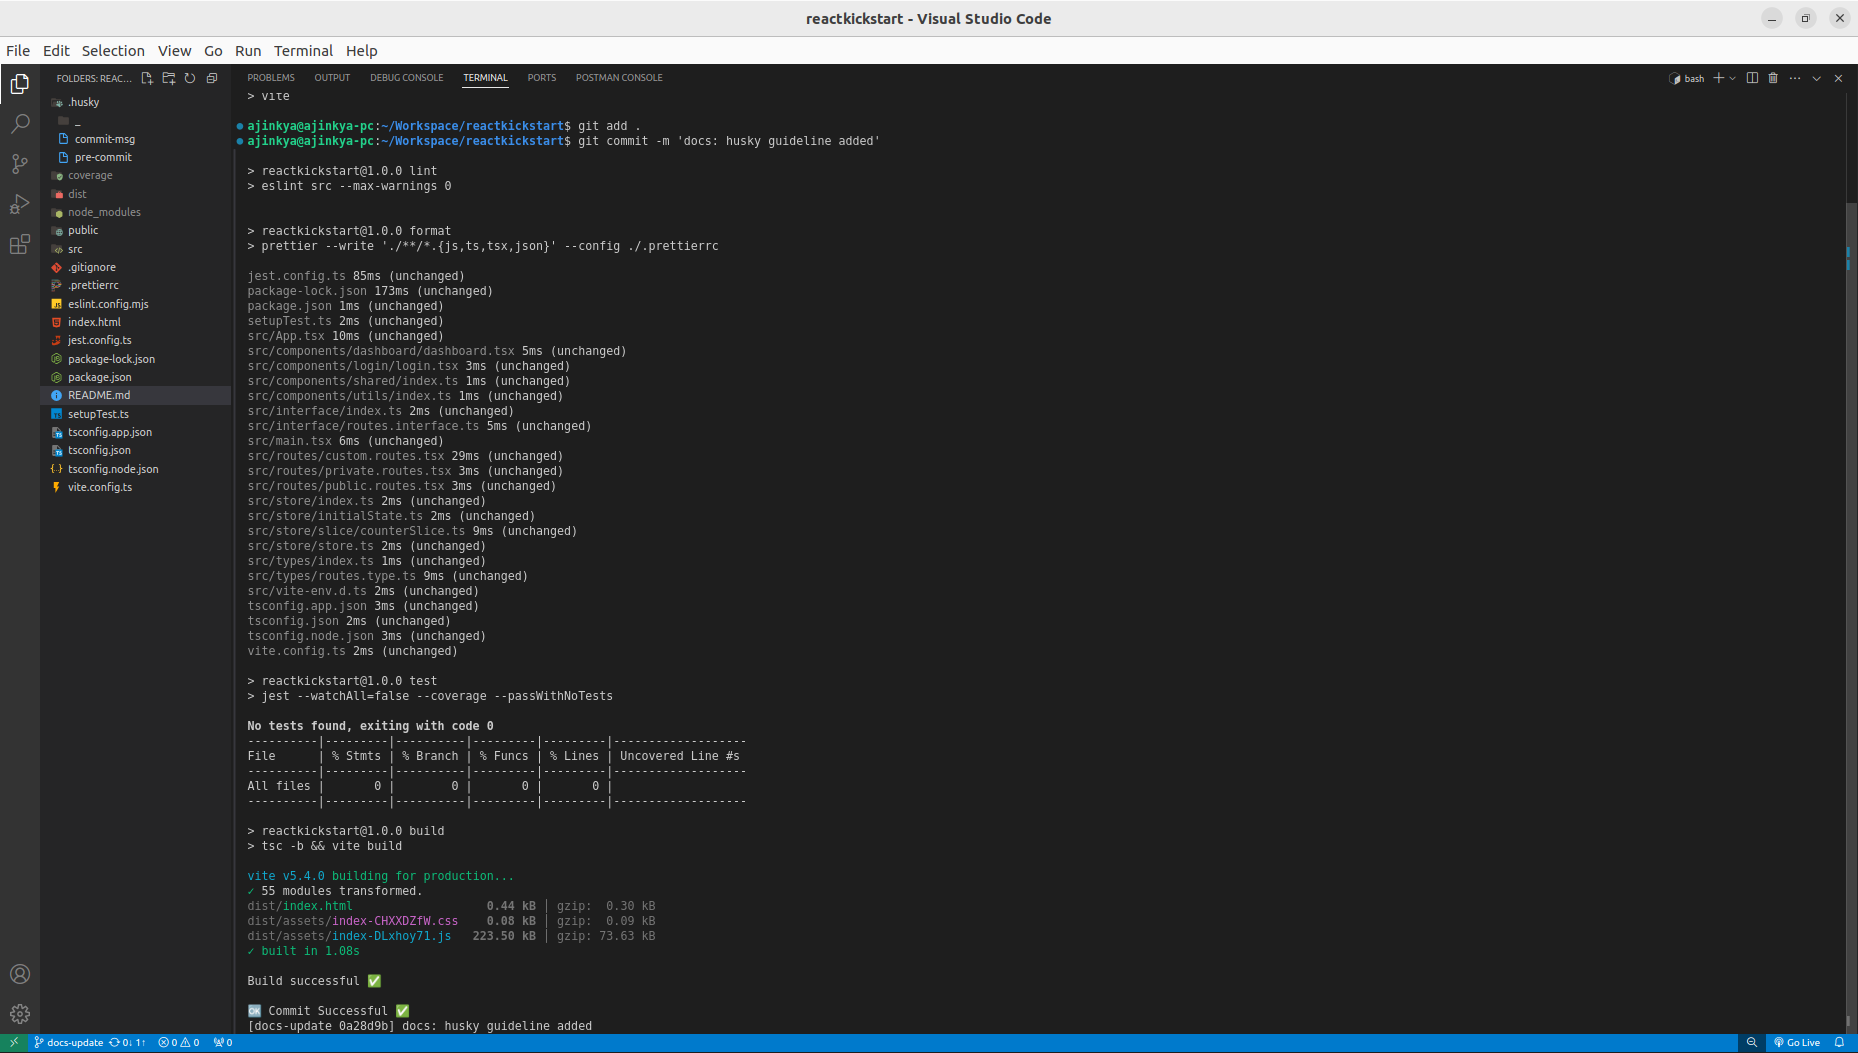 reactkickstart - Visual Studio Code
File Edit Selection View Go Run Terminal Help
FOLDERS: REAC...
.husky
_
commit-msg
pre-commit
coverage
dist
node_modules
public
src
.gitignore
.prettierrc
eslint.config.mjs
index.html
jest.config.ts
package-lock.json
package.json
README.md
setupTest.ts
tsconfig.app.json
tsconfig.json
tsconfig.node.json
vite.config.ts
PROBLEMS OUTPUT DEBUG CONSOLE TERMINAL PORTS POSTMAN CONSOLE
bash
> vite
ajinkya@ajinkya-pc:~/Workspace/reactkickstart$ git add .
ajinkya@ajinkya-pc:~/Workspace/reactkickstart$ git commit -m 'docs: husky guideline added'
> reactkickstart@1.0.0 lint
> eslint src --max-warnings 0
> reactkickstart@1.0.0 format
> prettier --write './**/*.{js,ts,tsx,json}' --config ./.prettierrc
jest.config.ts 85ms (unchanged)
package-lock.json 173ms (unchanged)
package.json 1ms (unchanged)
setupTest.ts 2ms (unchanged)
src/App.tsx 10ms (unchanged)
src/components/dashboard/dashboard.tsx 5ms (unchanged)
src/components/login/login.tsx 3ms (unchanged)
src/components/shared/index.ts 1ms (unchanged)
src/components/utils/index.ts 1ms (unchanged)
src/interface/index.ts 2ms (unchanged)
src/interface/routes.interface.ts 5ms (unchanged)
src/main.tsx 6ms (unchanged)
src/routes/custom.routes.tsx 29ms (unchanged)
src/routes/private.routes.tsx 3ms (unchanged)
src/routes/public.routes.tsx 3ms (unchanged)
src/store/index.ts 2ms (unchanged)
src/store/initialState.ts 2ms (unchanged)
src/store/slice/counterSlice.ts 9ms (unchanged)
src/store/store.ts 2ms (unchanged)
src/types/index.ts 1ms (unchanged)
src/types/routes.type.ts 9ms (unchanged)
src/vite-env.d.ts 2ms (unchanged)
tsconfig.app.json 3ms (unchanged)
tsconfig.json 2ms (unchanged)
tsconfig.node.json 3ms (unchanged)
vite.config.ts 2ms (unchanged)
> reactkickstart@1.0.0 test
> jest --watchAll=false --coverage --passWithNoTests
No tests found, exiting with code 0
----------|---------|----------|---------|---------|-------------------
File      | % Stmts | % Branch | % Funcs | % Lines | Uncovered Line #s
----------|---------|----------|---------|---------|-------------------
All files |       0 |        0 |       0 |       0 |
----------|---------|----------|---------|---------|-------------------
> reactkickstart@1.0.0 build
> tsc -b && vite build
vite v5.4.0 building for production...
✓ 55 modules transformed.
dist/index.html                   0.44 kB │ gzip:  0.30 kB
dist/assets/index-CHXXDZfW.css    0.08 kB │ gzip:  0.09 kB
dist/assets/index-DLxhoy71.js   223.50 kB │ gzip: 73.63 kB
✓ built in 1.08s
Build successful ✅
🆗 Commit Successful ✅
[docs-update 0a28d9b] docs: husky guideline added
docs-update 0↓ 1↑ 0 0 0 Go Live